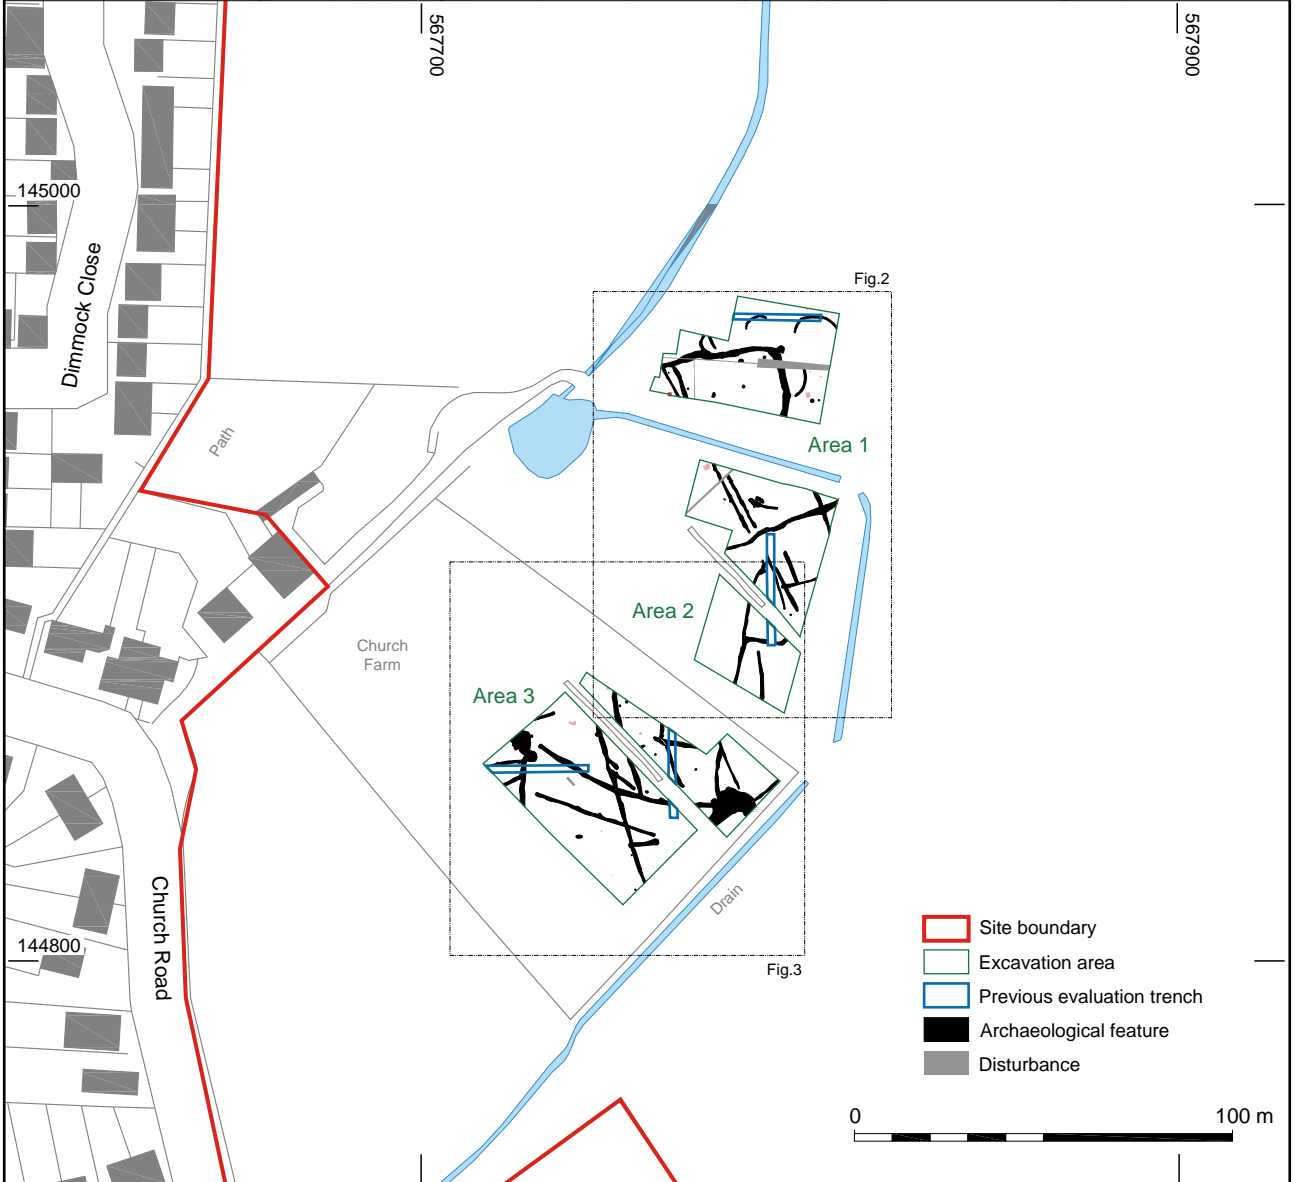 567700
567900
145000
Dimmock Close
Fig.2
Path
Area 1
Area 2
Church
Farm
Area 3
Church Road
Drain
144800
Fig.3
Site boundary
Excavation area
Previous evaluation trench
Archaeological feature
Disturbance
0
100 m